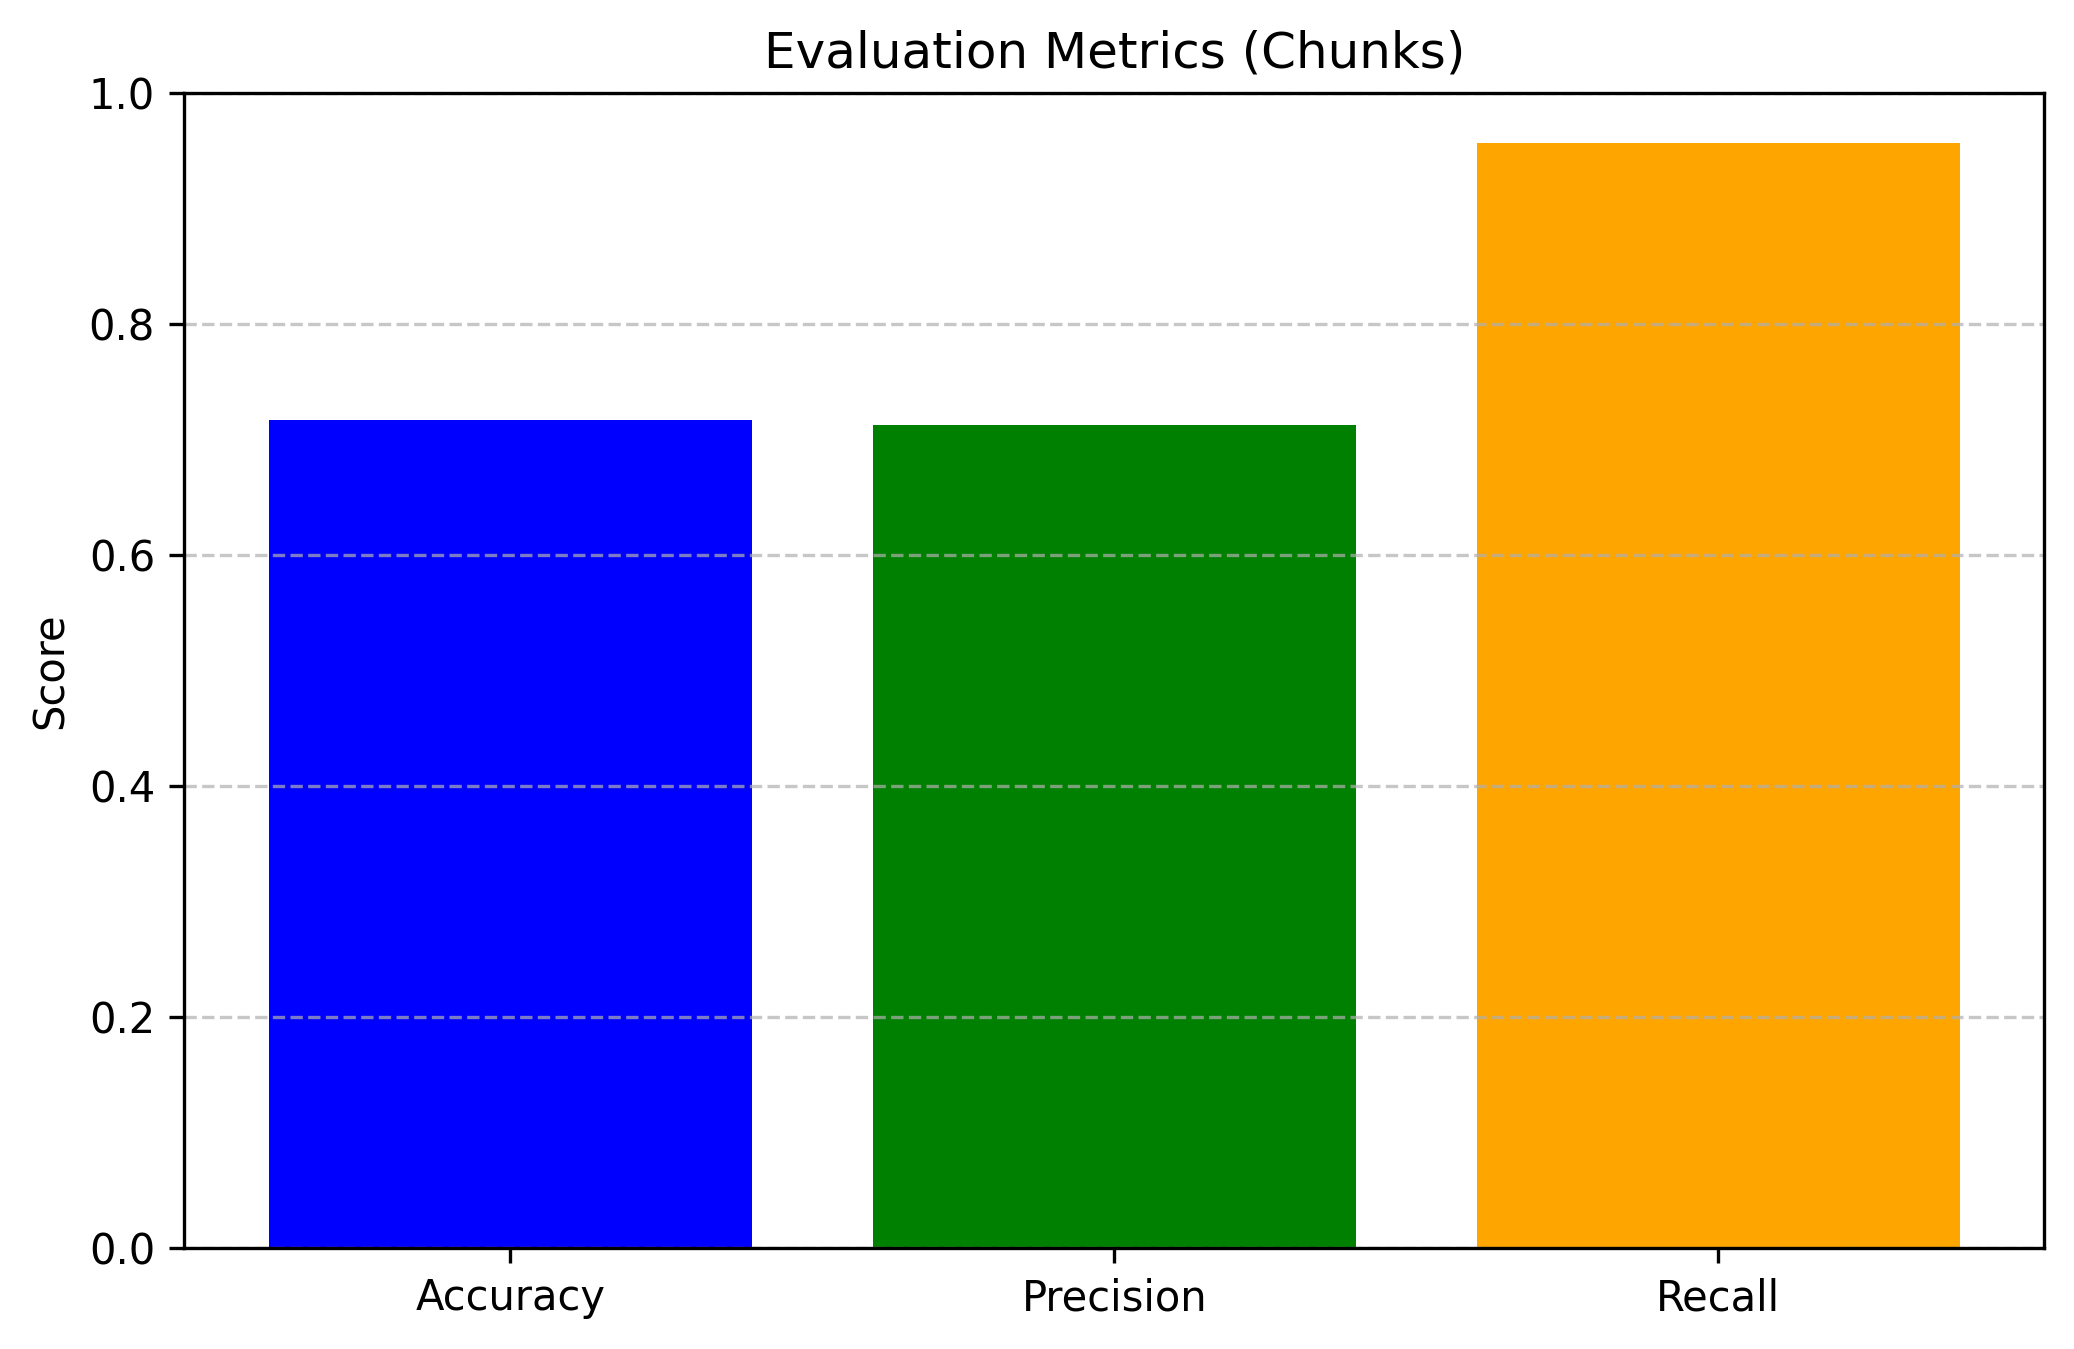 Evaluation Metrics (Chunks)
1.0
0.8
0.6
0.4
0.2
0.0
Score
Accuracy
Precision
Recall